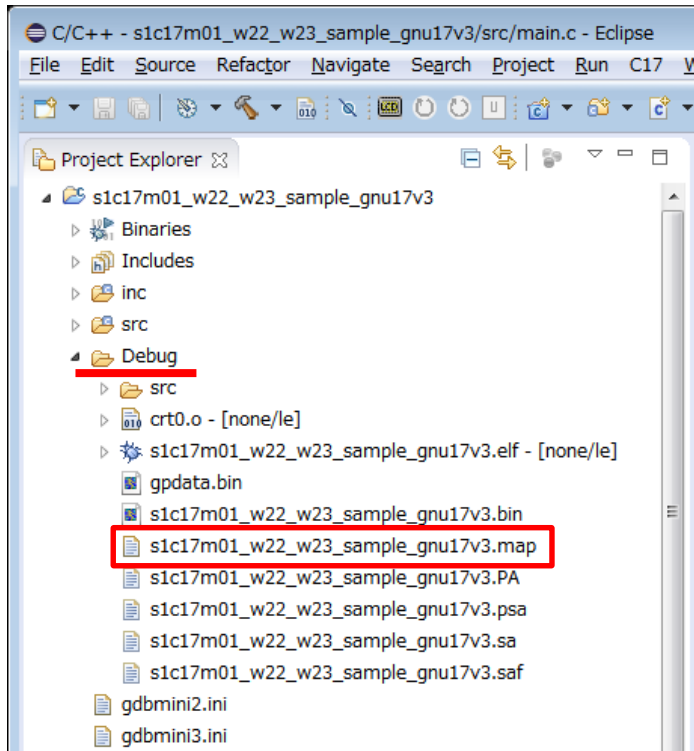 C/C++ - s1c17m01_w22_w23_sample_gnu17v3/src/main.c - Eclipse
File Edit Source Refactor Navigate Search Project Run C17 W
010 LCD U C c
Project Explorer
s1c17m01_w22_w23_sample_gnu17v3
Binaries
Includes
inc
src
Debug
src
crt0.o - [none/le]
s1c17m01_w22_w23_sample_gnu17v3.elf - [none/le]
gpdata.bin
s1c17m01_w22_w23_sample_gnu17v3.bin
s1c17m01_w22_w23_sample_gnu17v3.map
s1c17m01_w22_w23_sample_gnu17v3.PA
s1c17m01_w22_w23_sample_gnu17v3.psa
s1c17m01_w22_w23_sample_gnu17v3.sa
s1c17m01_w22_w23_sample_gnu17v3.saf
gdbmini2.ini
gdbmini3.ini